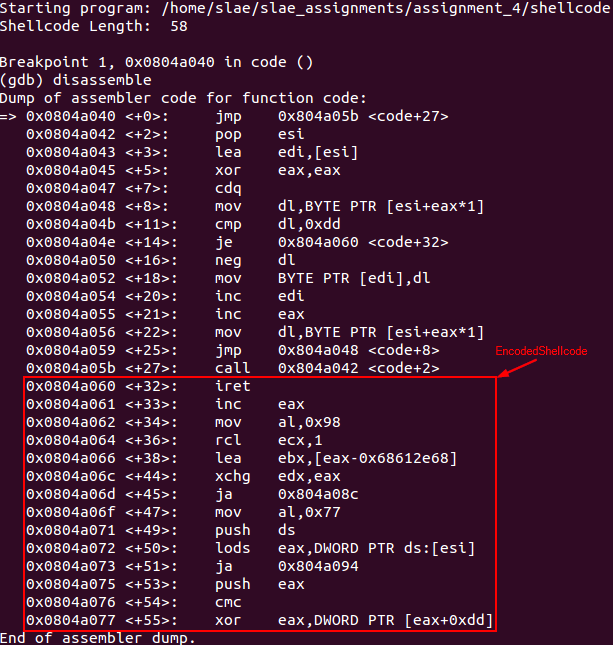 Starting program: /home/slae/slae_assignments/assignment_4/shellcode
Shellcode Length:  58
Breakpoint 1, 0x0804a040 in code ()
(gdb) disassemble
Dump of assembler code for function code:
=> 0x0804a040 <+0>:	jmp    0x804a05b <code+27>
0x0804a042 <+2>:	pop    esi
0x0804a043 <+3>:	lea    edi,[esi]
0x0804a045 <+5>:	xor    eax,eax
0x0804a047 <+7>:	cdq
0x0804a048 <+8>:	mov    dl,BYTE PTR [esi+eax*1]
0x0804a04b <+11>:	cmp    dl,0xdd
0x0804a04e <+14>:	je     0x804a060 <code+32>
0x0804a050 <+16>:	neg    dl
0x0804a052 <+18>:	mov    BYTE PTR [edi],dl
0x0804a054 <+20>:	inc    edi
0x0804a055 <+21>:	inc    eax
0x0804a056 <+22>:	mov    dl,BYTE PTR [esi+eax*1]
0x0804a059 <+25>:	jmp    0x804a048 <code+8>
0x0804a05b <+27>:	call   0x804a042 <code+2>
EncodedShellcode
0x0804a060 <+32>:	iret
0x0804a061 <+33>:	inc    eax
0x0804a062 <+34>:	mov    al,0x98
0x0804a064 <+36>:	rcl    ecx,1
0x0804a066 <+38>:	lea    ebx,[eax-0x68612e68]
0x0804a06c <+44>:	xchg   edx,eax
0x0804a06d <+45>:	ja     0x804a08c
0x0804a06f <+47>:	mov    al,0x77
0x0804a071 <+49>:	push   ds
0x0804a072 <+50>:	lods   eax,DWORD PTR ds:[esi]
0x0804a073 <+51>:	ja     0x804a094
0x0804a075 <+53>:	push   eax
0x0804a076 <+54>:	cmc
0x0804a077 <+55>:	xor    eax,DWORD PTR [eax+0xdd]
End of assembler dump.